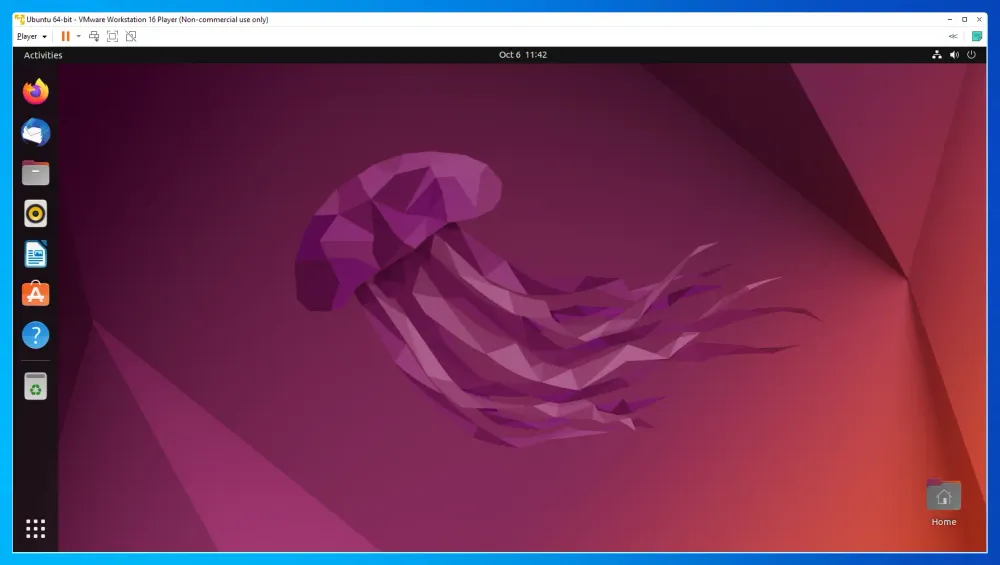 Ubuntu 64-bit - VMware Workstation 16 Player (Non-commercial use only)
Player
Activities
Oct 6 11:42
?
Home